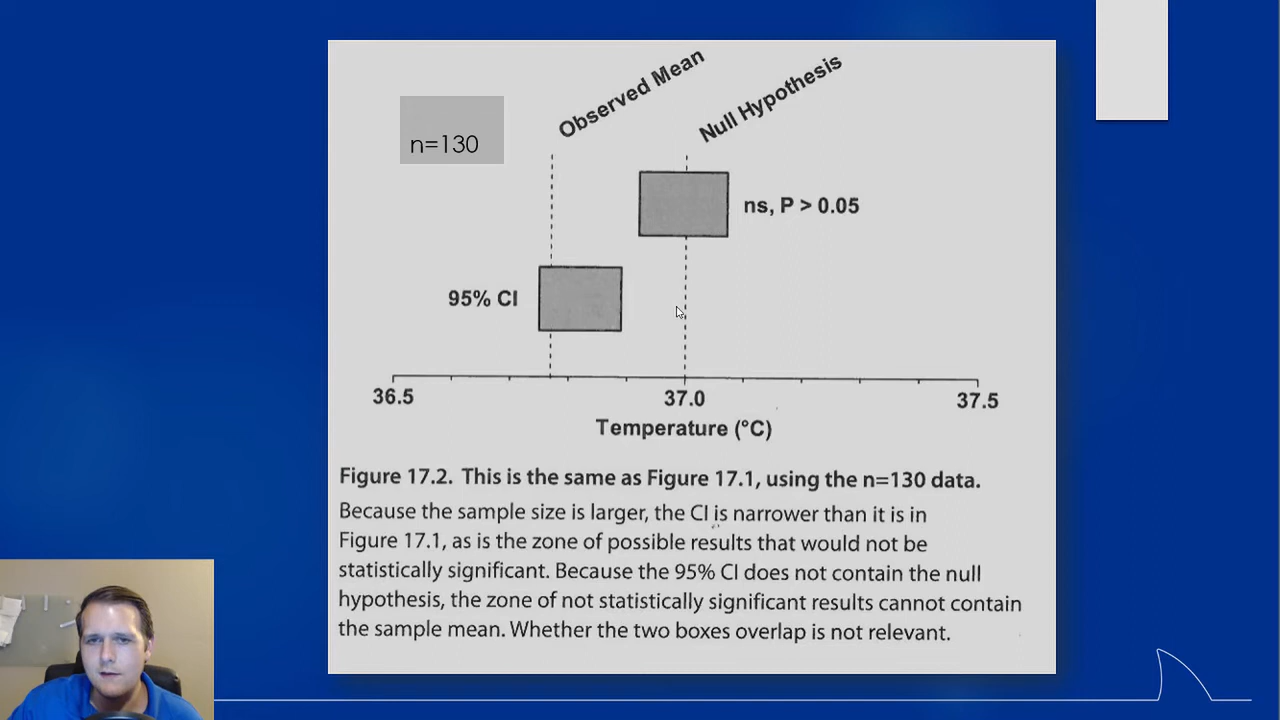 Observed Mean
Null Hypothesis
n=130
ns, P > 0.05
95% CI
36.5 37.0 37.5
Temperature (°C)
Figure 17.2. This is the same as Figure 17.1, using the n=130 data.
Because the sample size is larger, the CI is narrower than it is in
Figure 17.1, as is the zone of possible results that would not be
statistically significant. Because the 95% CI does not contain the null
hypothesis, the zone of not statistically significant results cannot contain
the sample mean. Whether the two boxes overlap is not relevant.